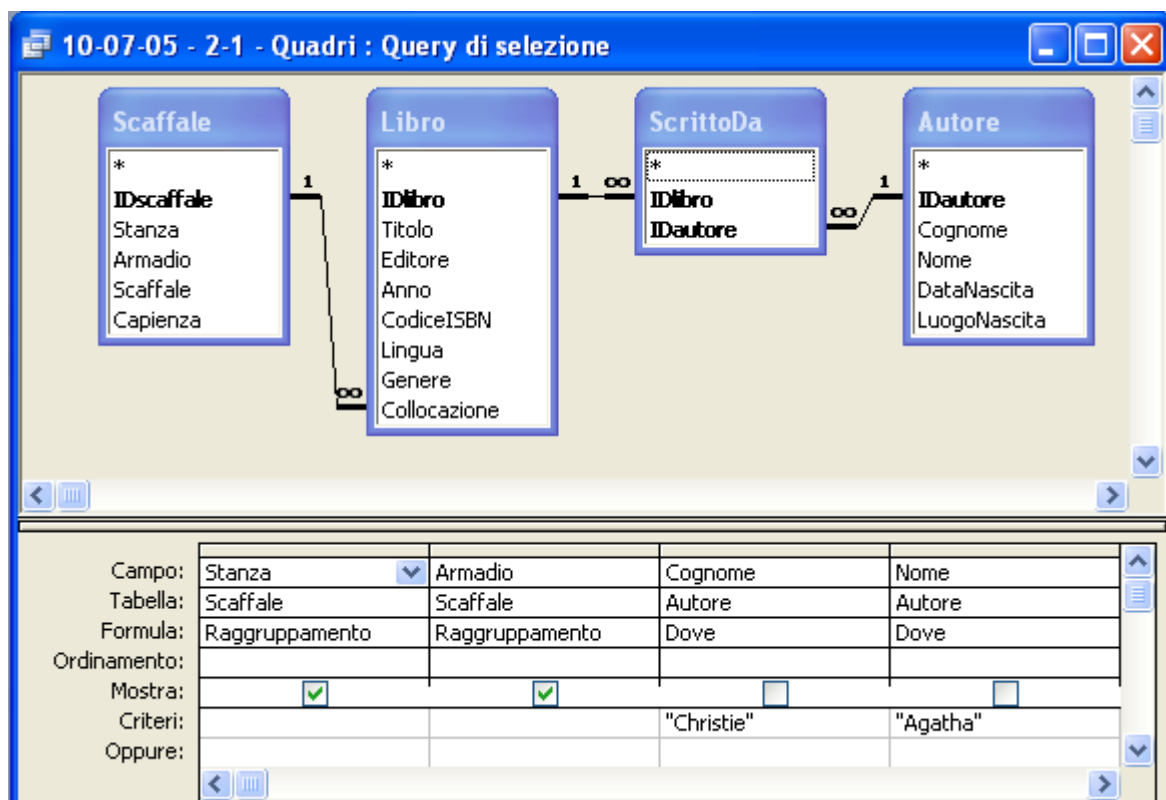 10-07-05 - 2-1 - Quadri : Query di selezione
Scaffale
*
IDscaffale
Stanza
Armadio
Scaffale
Capienza
1
∞
Libro
*
IDlibro
Titolo
Editore
Anno
CodiceISBN
Lingua
Genere
Collocazione
1 ∞
ScrittoDa
*
IDlibro
IDautore
∞
1
Autore
*
IDautore
Cognome
Nome
DataNascita
LuogoNascita
Campo: Stanza Armadio Cognome Nome
Tabella: Scaffale Scaffale Autore Autore
Formula: Raggruppamento Raggruppamento Dove Dove
Ordinamento:
Mostra:
Criteri: "Christie" "Agatha"
Oppure: